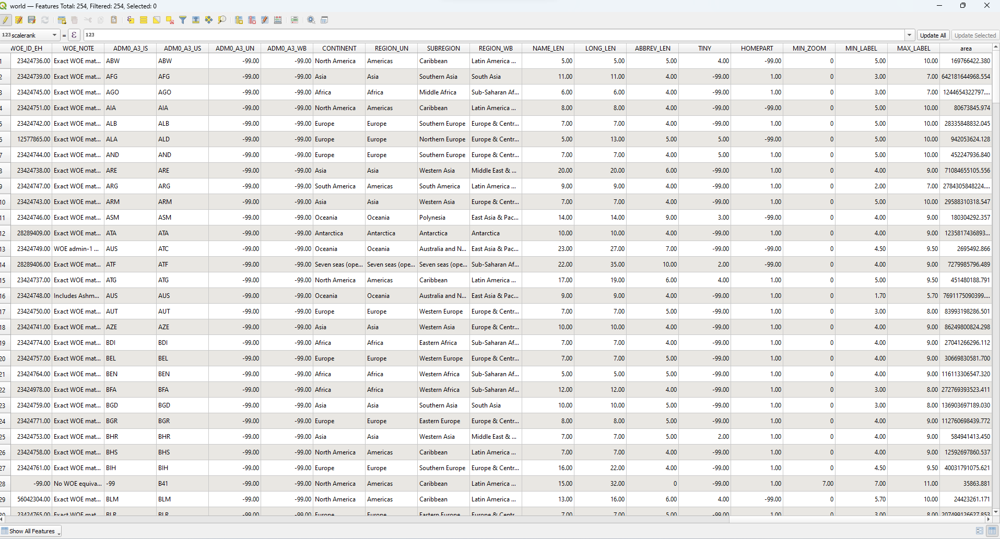 world — Features Total: 254, Filtered: 254, Selected: 0
123 scalerank = ε 123 Update All Update Selected
WOE_ID_EH WOE_NOTE ADM0_A3_IS ADM0_A3_US ADM0_A3_UN ADM0_A3_WB CONTINENT REGION_UN SUBREGION REGION_WB NAME_LEN LONG_LEN ABBREV_LEN TINY HOMEPART MIN_ZOOM MIN_LABEL MAX_LABEL area
1 23424736.00 Exact WOE mat... ABW ABW -99.00 -99.00 North America Americas Caribbean Latin America ... 5.00 5.00 5.00 4.00 -99.00 0 5.00 10.00 169766422.380
2 23424739.00 Exact WOE mat... AFG AFG -99.00 -99.00 Asia Asia Southern Asia South Asia 11.00 11.00 4.00 -99.00 1.00 0 3.00 7.00 642181644968.554
3 23424745.00 Exact WOE mat... AGO AGO -99.00 -99.00 Africa Africa Middle Africa Sub-Saharan Af... 6.00 6.00 4.00 -99.00 1.00 0 3.00 7.00 1244654322797....
4 23424751.00 Exact WOE mat... AIA AIA -99.00 -99.00 North America Americas Caribbean Latin America ... 8.00 8.00 4.00 -99.00 -99.00 0 5.00 10.00 80673845.974
5 23424742.00 Exact WOE mat... ALB ALB -99.00 -99.00 Europe Europe Southern Europe Europe & Centr... 7.00 7.00 4.00 -99.00 1.00 0 5.00 10.00 28335848832.045
6 12577865.00 Exact WOE mat... ALA ALD -99.00 -99.00 Europe Europe Northern Europe Europe & Centr... 5.00 13.00 5.00 5.00 -99.00 0 5.00 10.00 942053624.128
7 23424744.00 Exact WOE mat... AND AND -99.00 -99.00 Europe Europe Southern Europe Europe & Centr... 7.00 7.00 4.00 5.00 1.00 0 5.00 10.00 452247936.840
8 23424738.00 Exact WOE mat... ARE ARE -99.00 -99.00 Asia Asia Western Asia Middle East & ... 20.00 20.00 6.00 -99.00 1.00 0 4.00 9.00 71084655105.556
9 23424747.00 Exact WOE mat... ARG ARG -99.00 -99.00 South America Americas South America Latin America ... 9.00 9.00 4.00 -99.00 1.00 0 2.00 7.00 2784305848224....
10 23424743.00 Exact WOE mat... ARM ARM -99.00 -99.00 Asia Asia Western Asia Europe & Centr... 7.00 7.00 4.00 -99.00 1.00 0 5.00 10.00 29588310318.547
11 23424746.00 Exact WOE mat... ASM ASM -99.00 -99.00 Oceania Oceania Polynesia East Asia & Pac... 14.00 14.00 9.00 3.00 -99.00 0 4.00 9.00 180304292.357
12 28289409.00 Exact WOE mat... ATA ATA -99.00 -99.00 Antarctica Antarctica Antarctica Antarctica 10.00 10.00 4.00 -99.00 1.00 0 4.00 9.00 1235817436893...
13 23424749.00 WOE admin-1 ... AUS ATC -99.00 -99.00 Oceania Oceania Australia and N... East Asia & Pac... 23.00 27.00 7.00 -99.00 -99.00 0 4.50 9.50 2695492.866
14 28289406.00 Exact WOE mat... ATF ATF -99.00 -99.00 Seven seas (ope... Seven seas (ope... Seven seas (ope... Sub-Saharan Af... 22.00 35.00 10.00 2.00 -99.00 0 4.00 9.00 7279985796.489
15 23424737.00 Exact WOE mat... ATG ATG -99.00 -99.00 North America Americas Caribbean Latin America ... 17.00 19.00 6.00 4.00 1.00 0 5.00 9.50 451480188.791
16 23424748.00 Includes Ashm... AUS AUS -99.00 -99.00 Oceania Oceania Australia and N... East Asia & Pac... 9.00 9.00 4.00 -99.00 1.00 0 1.70 5.70 7691175090399....
17 23424750.00 Exact WOE mat... AUT AUT -99.00 -99.00 Europe Europe Western Europe Europe & Centr... 7.00 7.00 5.00 -99.00 1.00 0 3.00 8.00 83993198286.501
18 23424741.00 Exact WOE mat... AZE AZE -99.00 -99.00 Asia Asia Western Asia Europe & Centr... 10.00 10.00 4.00 -99.00 1.00 0 4.00 9.00 86249800824.298
19 23424774.00 Exact WOE mat... BDI BDI -99.00 -99.00 Africa Africa Eastern Africa Sub-Saharan Af... 7.00 7.00 4.00 -99.00 1.00 0 4.00 9.00 27041266296.112
20 23424757.00 Exact WOE mat... BEL BEL -99.00 -99.00 Europe Europe Western Europe Europe & Centr... 7.00 7.00 5.00 -99.00 1.00 0 4.00 9.00 30669830581.700
21 23424764.00 Exact WOE mat... BEN BEN -99.00 -99.00 Africa Africa Western Africa Sub-Saharan Af... 5.00 5.00 5.00 -99.00 1.00 0 4.00 9.00 116113306547.320
22 23424978.00 Exact WOE mat... BFA BFA -99.00 -99.00 Africa Africa Western Africa Sub-Saharan Af... 12.00 12.00 4.00 -99.00 1.00 0 3.00 8.00 272769393523.411
23 23424759.00 Exact WOE mat... BGD BGD -99.00 -99.00 Asia Asia Southern Asia South Asia 10.00 10.00 5.00 -99.00 1.00 0 3.00 8.00 136903697189.030
24 23424771.00 Exact WOE mat... BGR BGR -99.00 -99.00 Europe Europe Eastern Europe Europe & Centr... 8.00 8.00 5.00 -99.00 1.00 0 4.00 9.00 112760698439.772
25 23424753.00 Exact WOE mat... BHR BHR -99.00 -99.00 Asia Asia Western Asia Middle East & ... 7.00 7.00 5.00 2.00 1.00 0 4.00 9.00 584941413.450
26 23424758.00 Exact WOE mat... BHS BHS -99.00 -99.00 North America Americas Caribbean Latin America ... 7.00 7.00 4.00 -99.00 1.00 0 4.00 9.00 12592697860.537
27 23424761.00 Exact WOE mat... BIH BIH -99.00 -99.00 Europe Europe Southern Europe Europe & Centr... 16.00 22.00 4.00 -99.00 1.00 0 4.50 9.50 40031791075.621
28 -99.00 No WOE equiva... -99 B41 -99.00 -99.00 North America Americas Caribbean Latin America ... 15.00 32.00 0 -99.00 1.00 7.00 7.00 11.00 35863.881
29 56042304.00 Exact WOE mat... BLM BLM -99.00 -99.00 North America Americas Caribbean Latin America ... 13.00 16.00 6.00 4.00 -99.00 0 5.70 10.00 24423261.171
30 23424765.00 Exact WOE mat... BLR BLR -99.00 -99.00 Europe Europe Eastern Europe Europe & Centr... 7.00 7.00 5.00 -99.00 1.00 0 3.00 8.00 207499126627.853
Show All Features